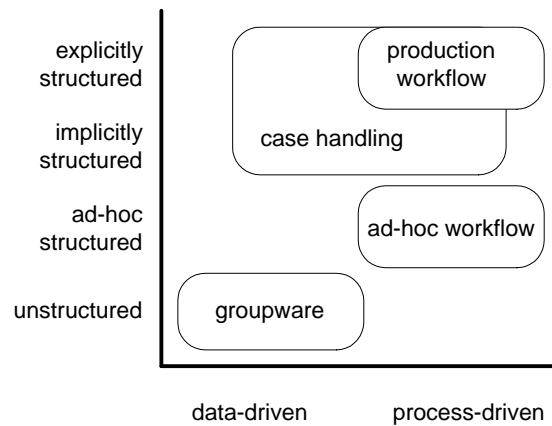 explicitly
structured
production
workflow
implicitly
structured
case handling
ad-hoc
structured
ad-hoc workflow
unstructured
groupware
data-driven
process-driven